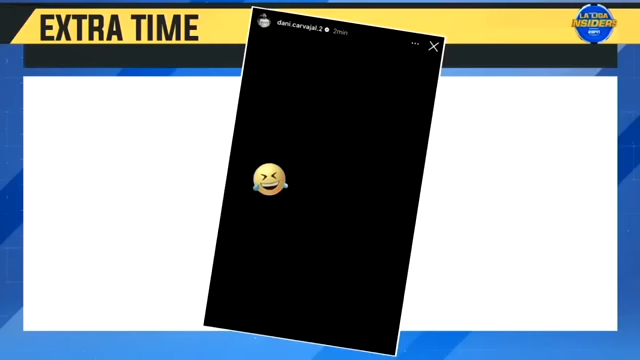 EXTRA TIME
LA LIGA
INSIDERS
ESPN
dani.carvajal.2 2min